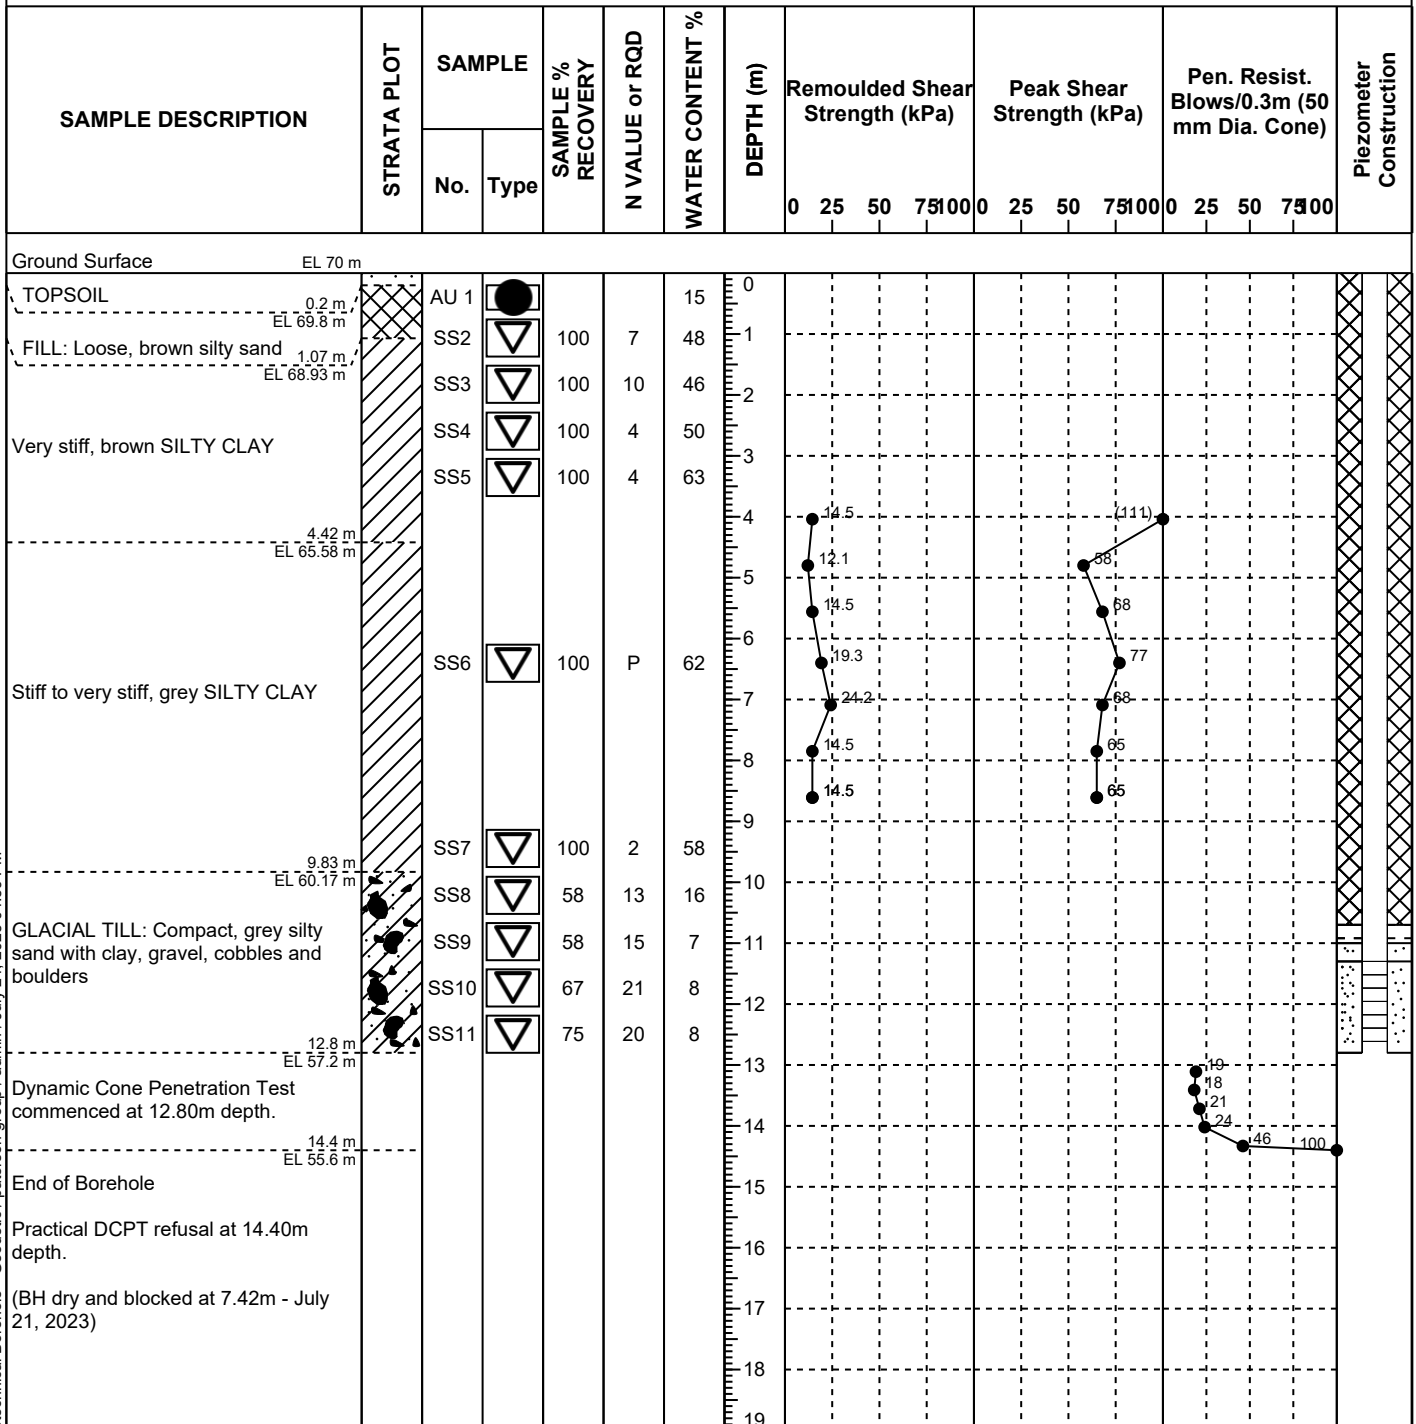 SAMPLE DESCRIPTION
STRATA PLOT
SAMPLE
No.
Type
SAMPLE %
RECOVERY
N VALUE or RQD
WATER CONTENT %
DEPTH (m)
Remoulded Shear
Strength (kPa)
0 25 50 75 100
Peak Shear
Strength (kPa)
0 25 50 75 100
Pen. Resist.
Blows/0.3m (50
mm Dia. Cone)
0 25 50 75 100
Piezometer
Construction
Ground Surface EL 70 m
TOPSOIL 0.2 m
EL 69.8 m
FILL: Loose, brown silty sand 1.07 m
EL 68.93 m
Very stiff, brown SILTY CLAY
4.42 m
EL 65.58 m
Stiff to very stiff, grey SILTY CLAY
9.83 m
EL 60.17 m
GLACIAL TILL: Compact, grey silty
sand with clay, gravel, cobbles and
boulders
12.8 m
EL 57.2 m
Dynamic Cone Penetration Test
commenced at 12.80m depth.
14.4 m
EL 55.6 m
End of Borehole
Practical DCPT refusal at 14.40m
depth.
(BH dry and blocked at 7.42m - July
21, 2023)
AU 1 15
SS2 100 7 48
SS3 100 10 46
SS4 100 4 50
SS5 100 4 63
SS6 100 P 62
SS7 100 2 58
SS8 58 13 16
SS9 58 15 7
SS10 67 21 8
SS11 75 20 8
0
1
2
3
4
5
6
7
8
9
10
11
12
13
14
15
16
17
18
19
14.5
12.1
14.5
19.3
24.2
14.5
14.5
(111)
58
68
77
68
65
65
19
18
21
24
46
100